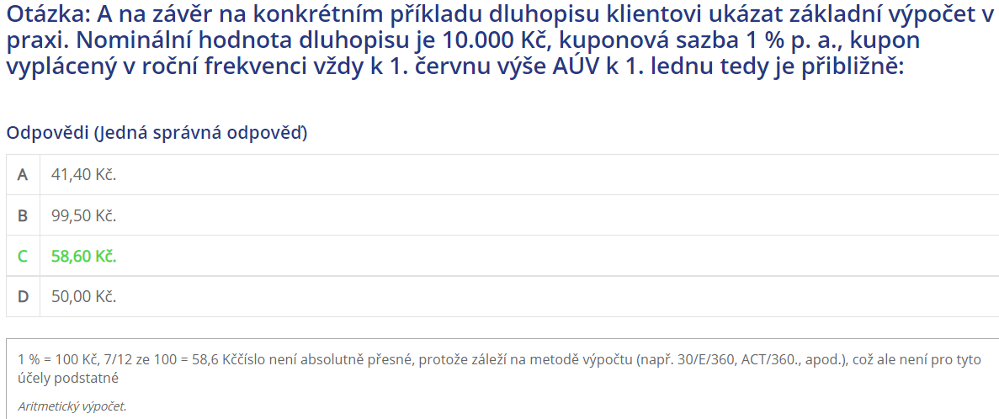 Otázka: A na závěr na konkrétním příkladu dluhopisu klientovi ukázat základní výpočet v
praxi. Nominální hodnota dluhopisu je 10.000 Kč, kuponová sazba 1 % p. a., kupon
vyplácený v roční frekvenci vždy k 1. červnu výše AÚV k 1. lednu tedy je přibližně:
Odpovědi (Jedná správná odpověď)
A 41,40 Kč.
B 99,50 Kč.
C 58,60 Kč.
D 50,00 Kč.
1 % = 100 Kč, 7/12 ze 100 = 58,6 Kččíslo není absolutně přesné, protože záleží na metodě výpočtu (např. 30/E/360, ACT/360., apod.), což ale není pro tyto
účely podstatné
Aritmetický výpočet.